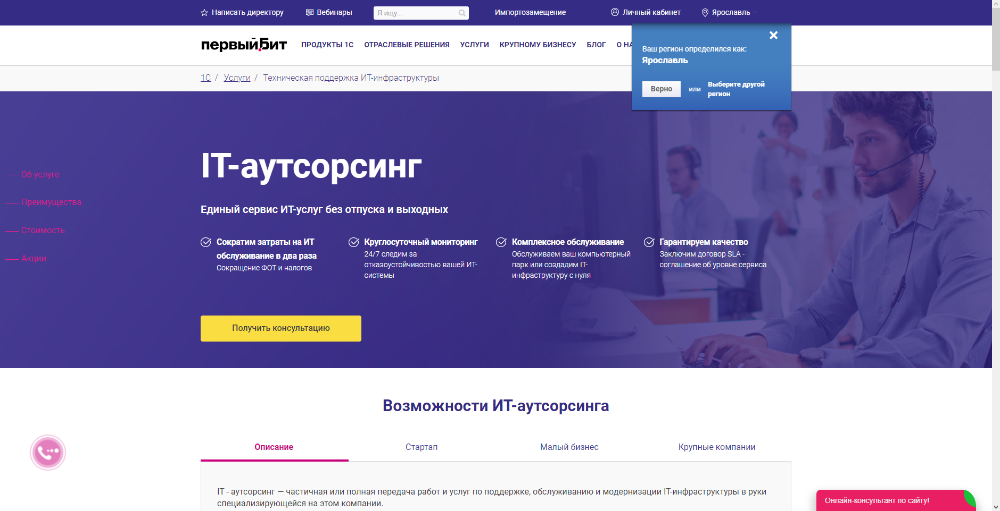 Написать директору
Вебинары
Я ищу...
Импортозамещение
Личный кабинет
Ярославль
первый.Бит
ПРОДУКТЫ 1С
ОТРАСЛЕВЫЕ РЕШЕНИЯ
УСЛУГИ
КРУПНОМУ БИЗНЕСУ
БЛОГ
О НА
Ваш регион определился как:
Ярославль
Верно
или
Выберите другой
регион
1С / Услуги / Техническая поддержка ИТ-инфраструктуры
IT-аутсорсинг
Об услуге
Преимущества
Стоимость
Акции
Единый сервис ИТ-услуг без отпуска и выходных
Сократим затраты на ИТ
обслуживание в два раза
Сокращение ФОТ и налогов
Круглосуточный мониторинг
24/7 следим за
отказоустойчивостью вашей ИТ-
системы
Комплексное обслуживание
Обслуживаем ваш компьютерный
парк или создадим IT-
инфраструктуру с нуля
Гарантируем качество
Заключим договор SLA -
соглашение об уровне сервиса
Получить консультацию
Возможности ИТ-аутсорсинга
Описание
Стартап
Малый бизнес
Крупные компании
IT - аутсорсинг — частичная или полная передача работ и услуг по поддержке, обслуживанию и модернизации IT-инфраструктуры в руки
специализирующейся на этом компании.
Онлайн-консультант по сайту!